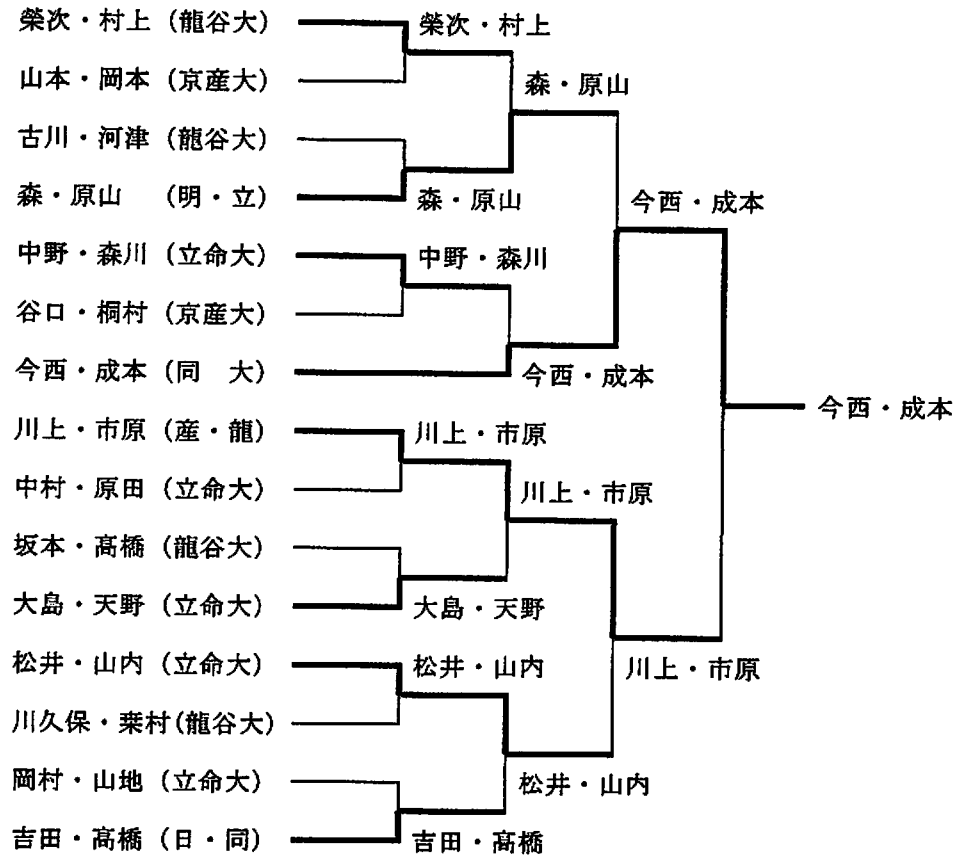 榮次・村上(龍谷大)
榮次・村上
山本・岡本(京産大)
森・原山
古川・河津(龍谷大)
森・原山 (明・立)
森・原山
今西・成本
中野・森川(立命大)
中野・森川
谷口・桐村(京産大)
今西・成本(同 大)
今西・成本
今西・成本
川上・市原(産・龍)
川上・市原
中村・原田(立命大)
川上・市原
坂本・髙橋(龍谷大)
大島・天野(立命大)
大島・天野
松井・山内(立命大)
松井・山内
川上・市原
川久保・桒村(龍谷大)
岡村・山地(立命大)
松井・山内
吉田・髙橋(日・同)
吉田・髙橋